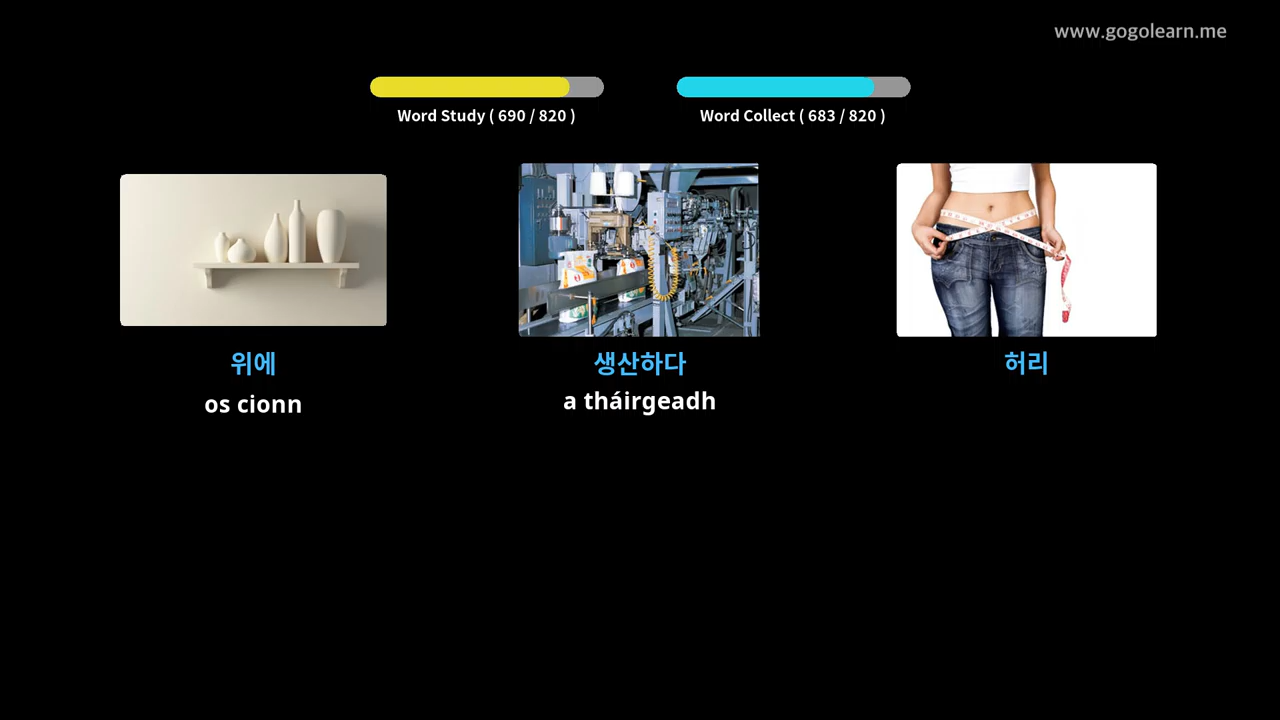 www.gogolearn.me
Word Study ( 690 / 820 )
Word Collect ( 683 / 820 )
위에
생산하다
허리
os cionn
a tháirgeadh